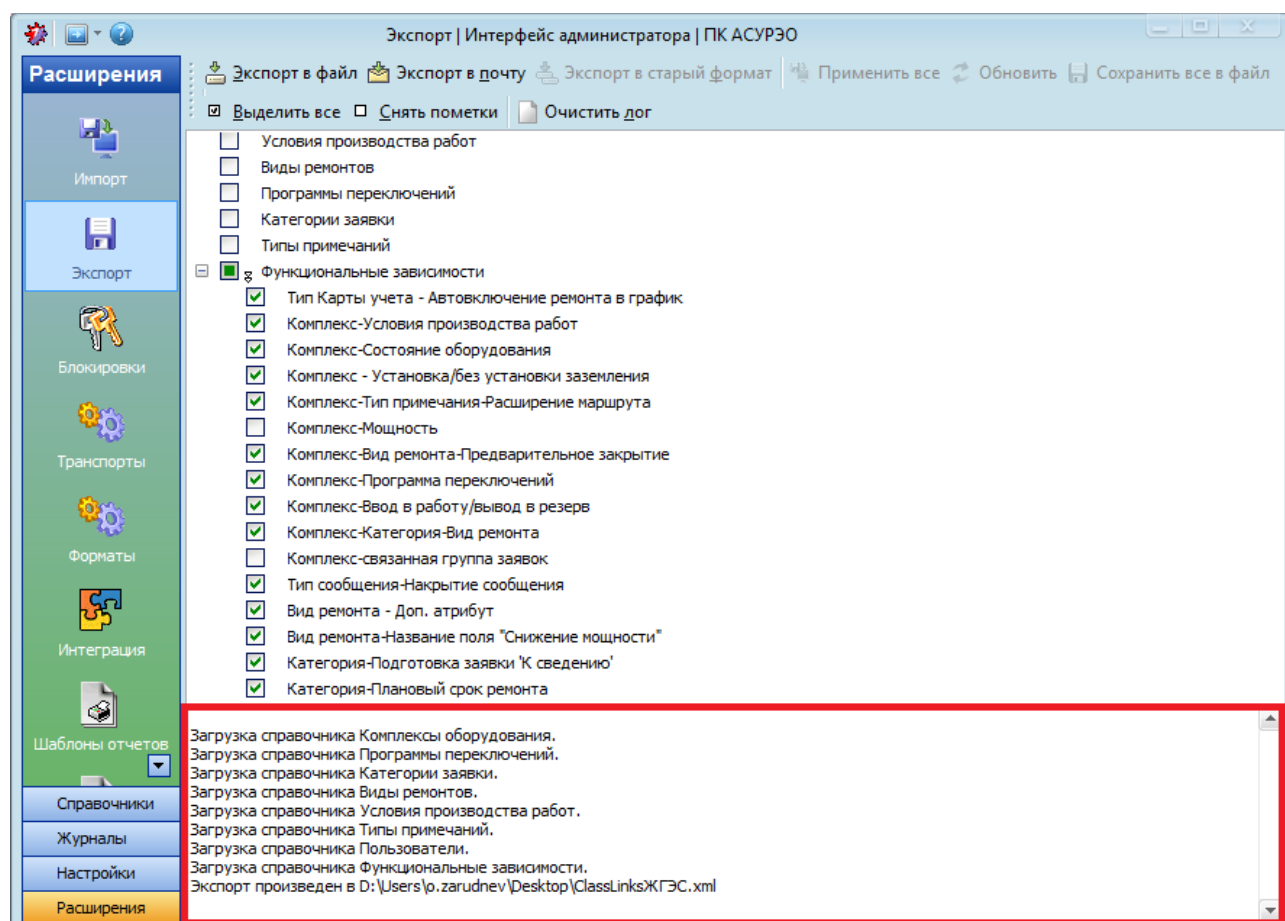 Экспорт | Интерфейс администратора | ПК АСУРЭО
Расширения
Экспорт в файл Экспорт в почту Экспорт в старый формат Применить все Обновить Сохранить все в файл
Выделить все Снять пометки Очистить лог
Импорт
Экспорт
Блокировки
Транспорты
Форматы
Интеграция
Шаблоны отчетов
Справочники
Журналы
Настройки
Расширения
Условия производства работ
Виды ремонтов
Программы переключений
Категории заявки
Типы примечаний
Функциональные зависимости
Тип Карты учета - Автовключение ремонта в график
Комплекс-Условия производства работ
Комплекс-Состояние оборудования
Комплекс - Установка/без установки заземления
Комплекс-Тип примечания-Расширение маршрута
Комплекс-Мощность
Комплекс-Вид ремонта-Предварительное закрытие
Комплекс-Программа переключений
Комплекс-Ввод в работу/вывод в резерв
Комплекс-Категория-Вид ремонта
Комплекс-связанная группа заявок
Тип сообщения-Накрытие сообщения
Вид ремонта - Доп. атрибут
Вид ремонта-Название поля "Снижение мощности"
Категория-Подготовка заявки 'К сведению'
Категория-Плановый срок ремонта
Загрузка справочника Комплексы оборудования.
Загрузка справочника Программы переключений.
Загрузка справочника Категории заявки.
Загрузка справочника Виды ремонтов.
Загрузка справочника Условия производства работ.
Загрузка справочника Типы примечаний.
Загрузка справочника Пользователи.
Загрузка справочника Функциональные зависимости.
Экспорт произведен в D:\Users\o.zarudnev\Desktop\ClassLinksЖГЭС.xml